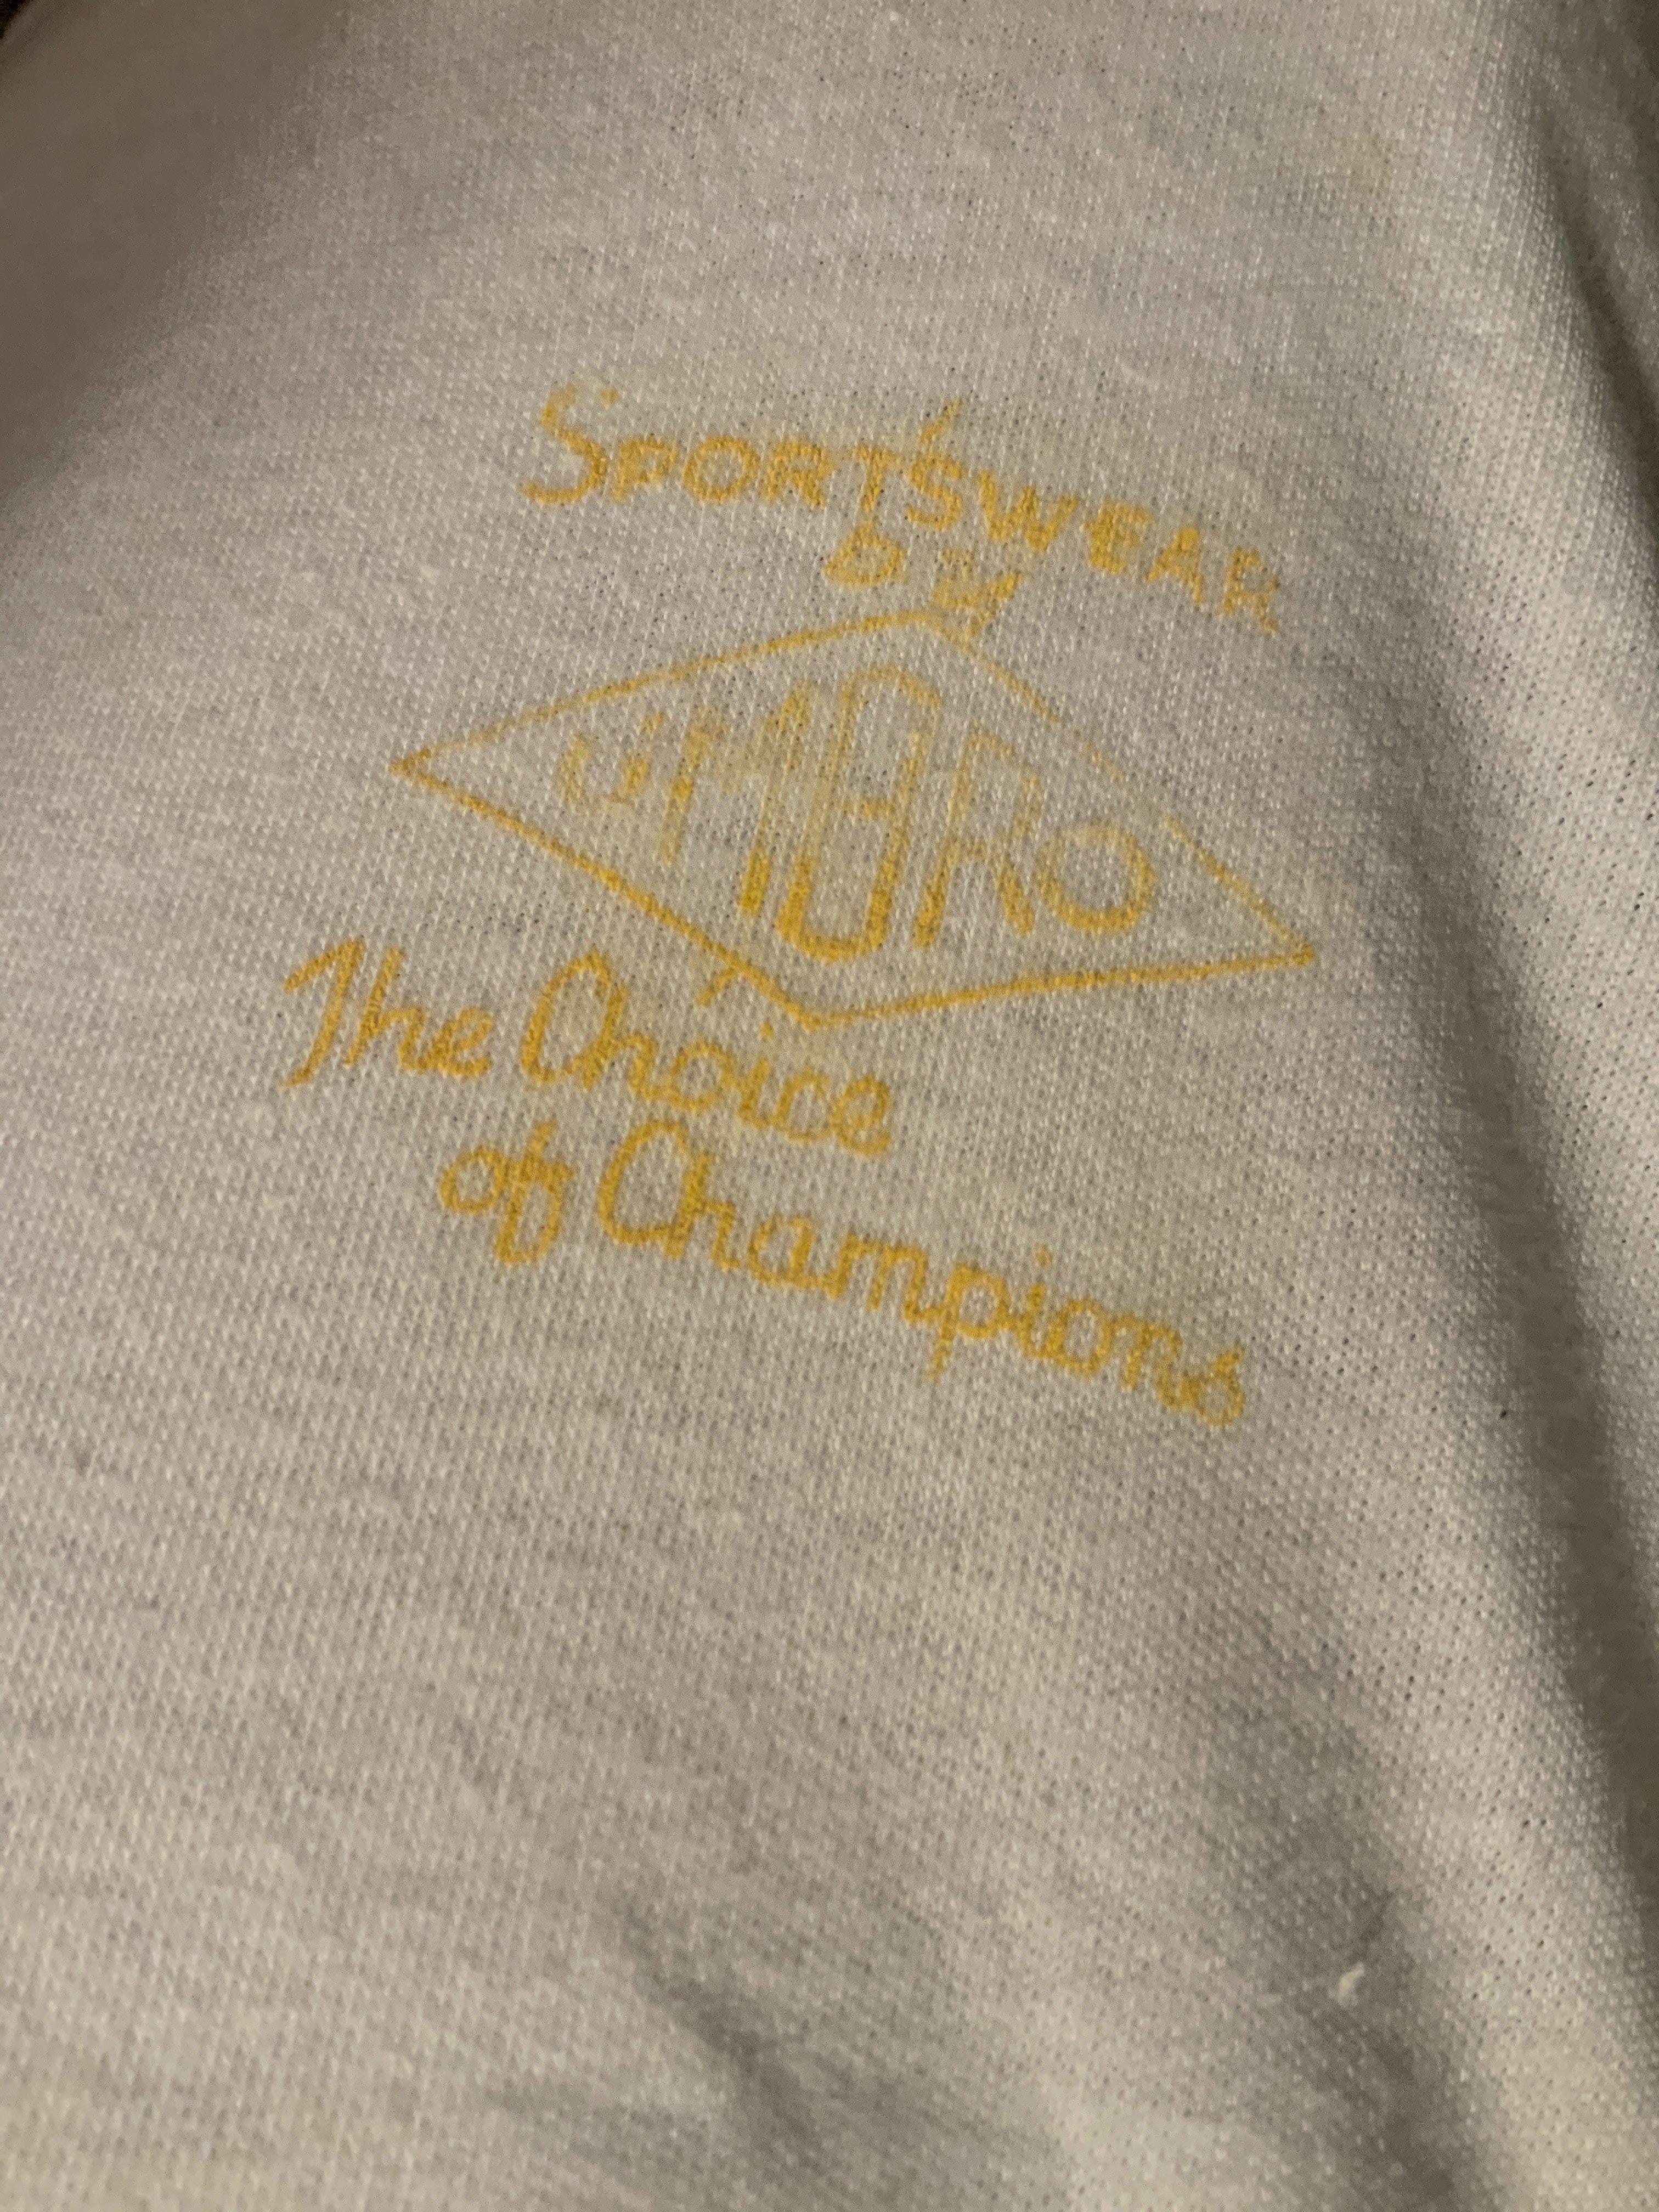 SPORTSWEAR
by
UMBRO
The Choice
of Champions